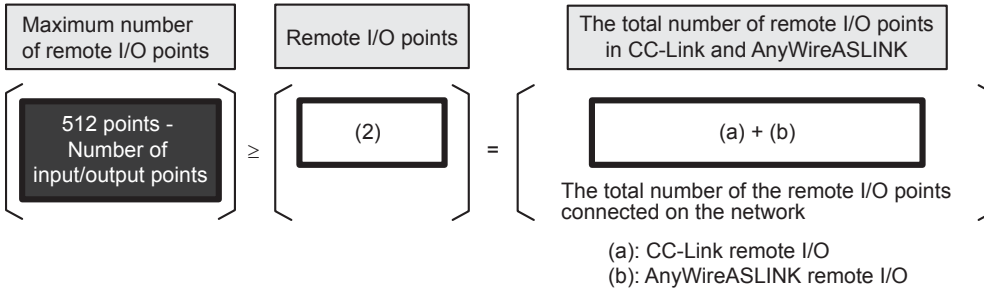 Maximum number
of remote I/O points
Remote I/O points
The total number of remote I/O points
in CC-Link and AnyWireASLINK
512 points -
Number of
input/output points
≥
(2)
=
(a) + (b)
The total number of the remote I/O points
connected on the network
(a): CC-Link remote I/O
(b): AnyWireASLINK remote I/O